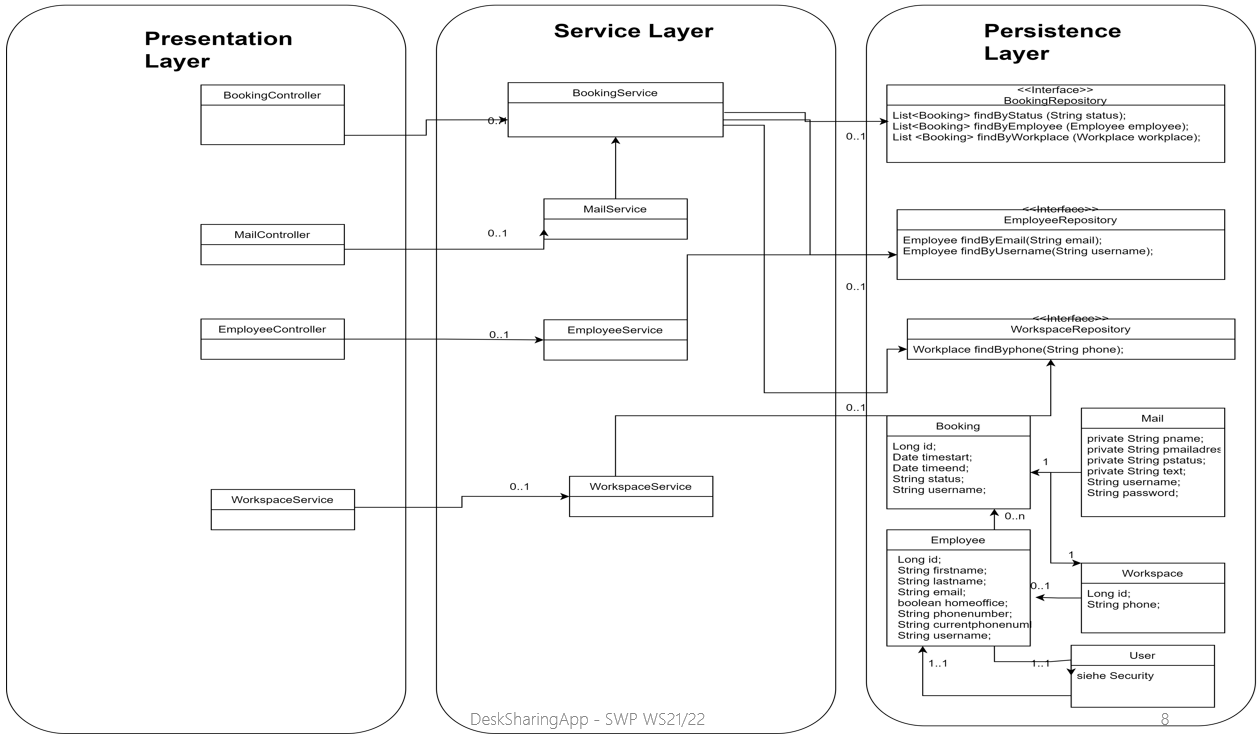 Presentation
Layer
BookingController
MailController
EmployeeController
WorkspaceService
Service Layer
BookingService
0..1
MailService
0..1
EmployeeService
0..1
WorkspaceService
0..1
Persistence
Layer
<<Interface>>
BookingRepository
List<Booking> findByStatus (String status);
List<Booking> findByEmployee (Employee employee);
List <Booking> findByWorkplace (Workplace workplace);
0..1
<<Interface>>
EmployeeRepository
Employee findByEmail(String email);
Employee findByUsername(String username);
0..1
<<Interface>>
WorkspaceRepository
Workplace findByphone(String phone);
0..1
Booking
Long id;
Date timestart;
Date timeend;
String status;
String username;
1
Mail
private String pname;
private String pmailadres
private String pstatus;
private String text;
String username;
String password;
0..n
Employee
Long id;
String firstname;
String lastname;
String email;
boolean homeoffice;
String phonenumber;
String currentphonenuml
String username;
1
0..1
Workspace
Long id;
String phone;
1..1
1..1
User
siehe Security
DeskSharingApp - SWP WS21/22
8